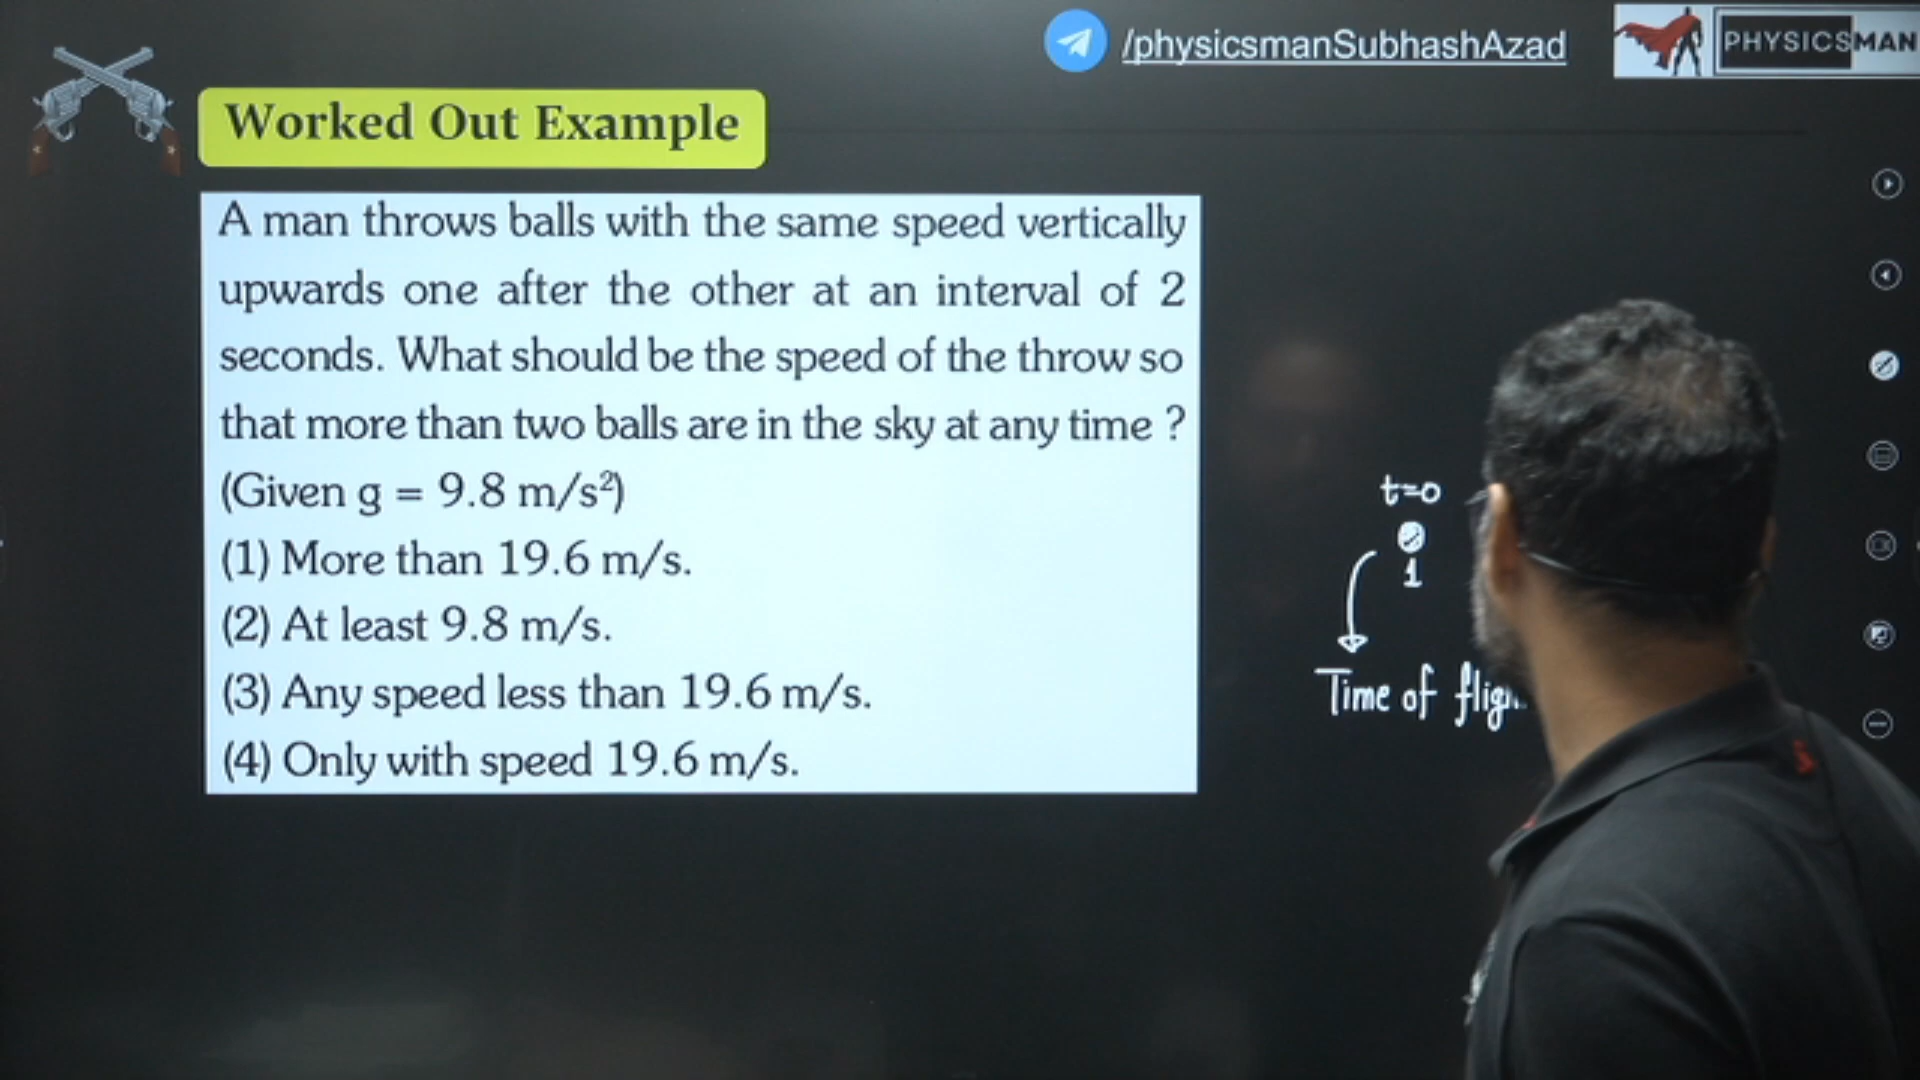 /physicsmanSubhashAzad
PHYSICSMAN
Worked Out Example
A man throws balls with the same speed vertically
upwards one after the other at an interval of 2
seconds. What should be the speed of the throw so
that more than two balls are in the sky at any time ?
(Given g = 9.8 m/s²)
(1) More than 19.6 m/s.
(2) At least 9.8 m/s.
(3) Any speed less than 19.6 m/s.
(4) Only with speed 19.6 m/s.
t=0
1
Time of